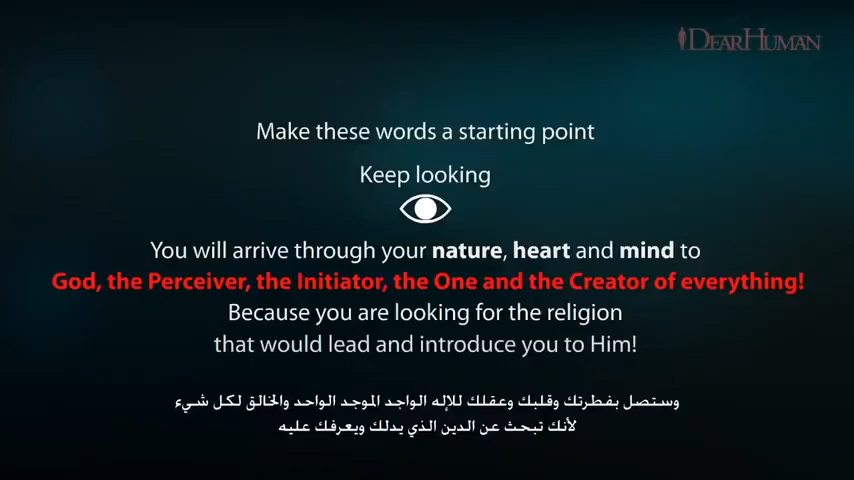 DEARHUMAN
Make these words a starting point
Keep looking
You will arrive through your nature, heart and mind to
God, the Perceiver, the Initiator, the One and the Creator of everything!
Because you are looking for the religion
that would lead and introduce you to Him!
وستصل بفطرتك وقلبك وعقلك للإله الواجد الموجد الواحد والخالق لكل شيء
لأنك تبحث عن الدين الذي يدلك ويعرفك عليه